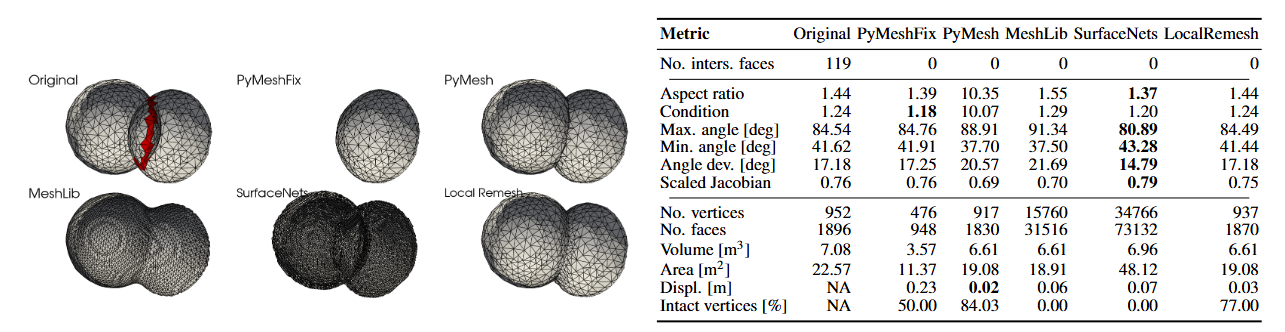 Original
PyMeshFix
PyMesh
MeshLib
SurfaceNets
Local Remesh
Metric Original PyMeshFix PyMesh MeshLib SurfaceNets LocalRemesh
No. inters. faces 119 0 0 0 0 0
Aspect ratio 1.44 1.39 10.35 1.55 1.37 1.44
Condition 1.24 1.18 10.07 1.29 1.20 1.24
Max. angle [deg] 84.54 84.76 88.91 91.34 80.89 84.49
Min. angle [deg] 41.62 41.91 37.70 37.50 43.28 41.44
Angle dev. [deg] 17.18 17.25 20.57 21.69 14.79 17.18
Scaled Jacobian 0.76 0.76 0.69 0.70 0.79 0.75
No. vertices 952 476 917 15760 34766 937
No. faces 1896 948 1830 31516 73132 1870
Volume [m³] 7.08 3.57 6.61 6.61 6.96 6.61
Area [m²] 22.57 11.37 19.08 18.91 48.12 19.08
Displ. [m] NA 0.23 0.02 0.06 0.07 0.03
Intact vertices [%] NA 50.00 84.03 0.00 0.00 77.00